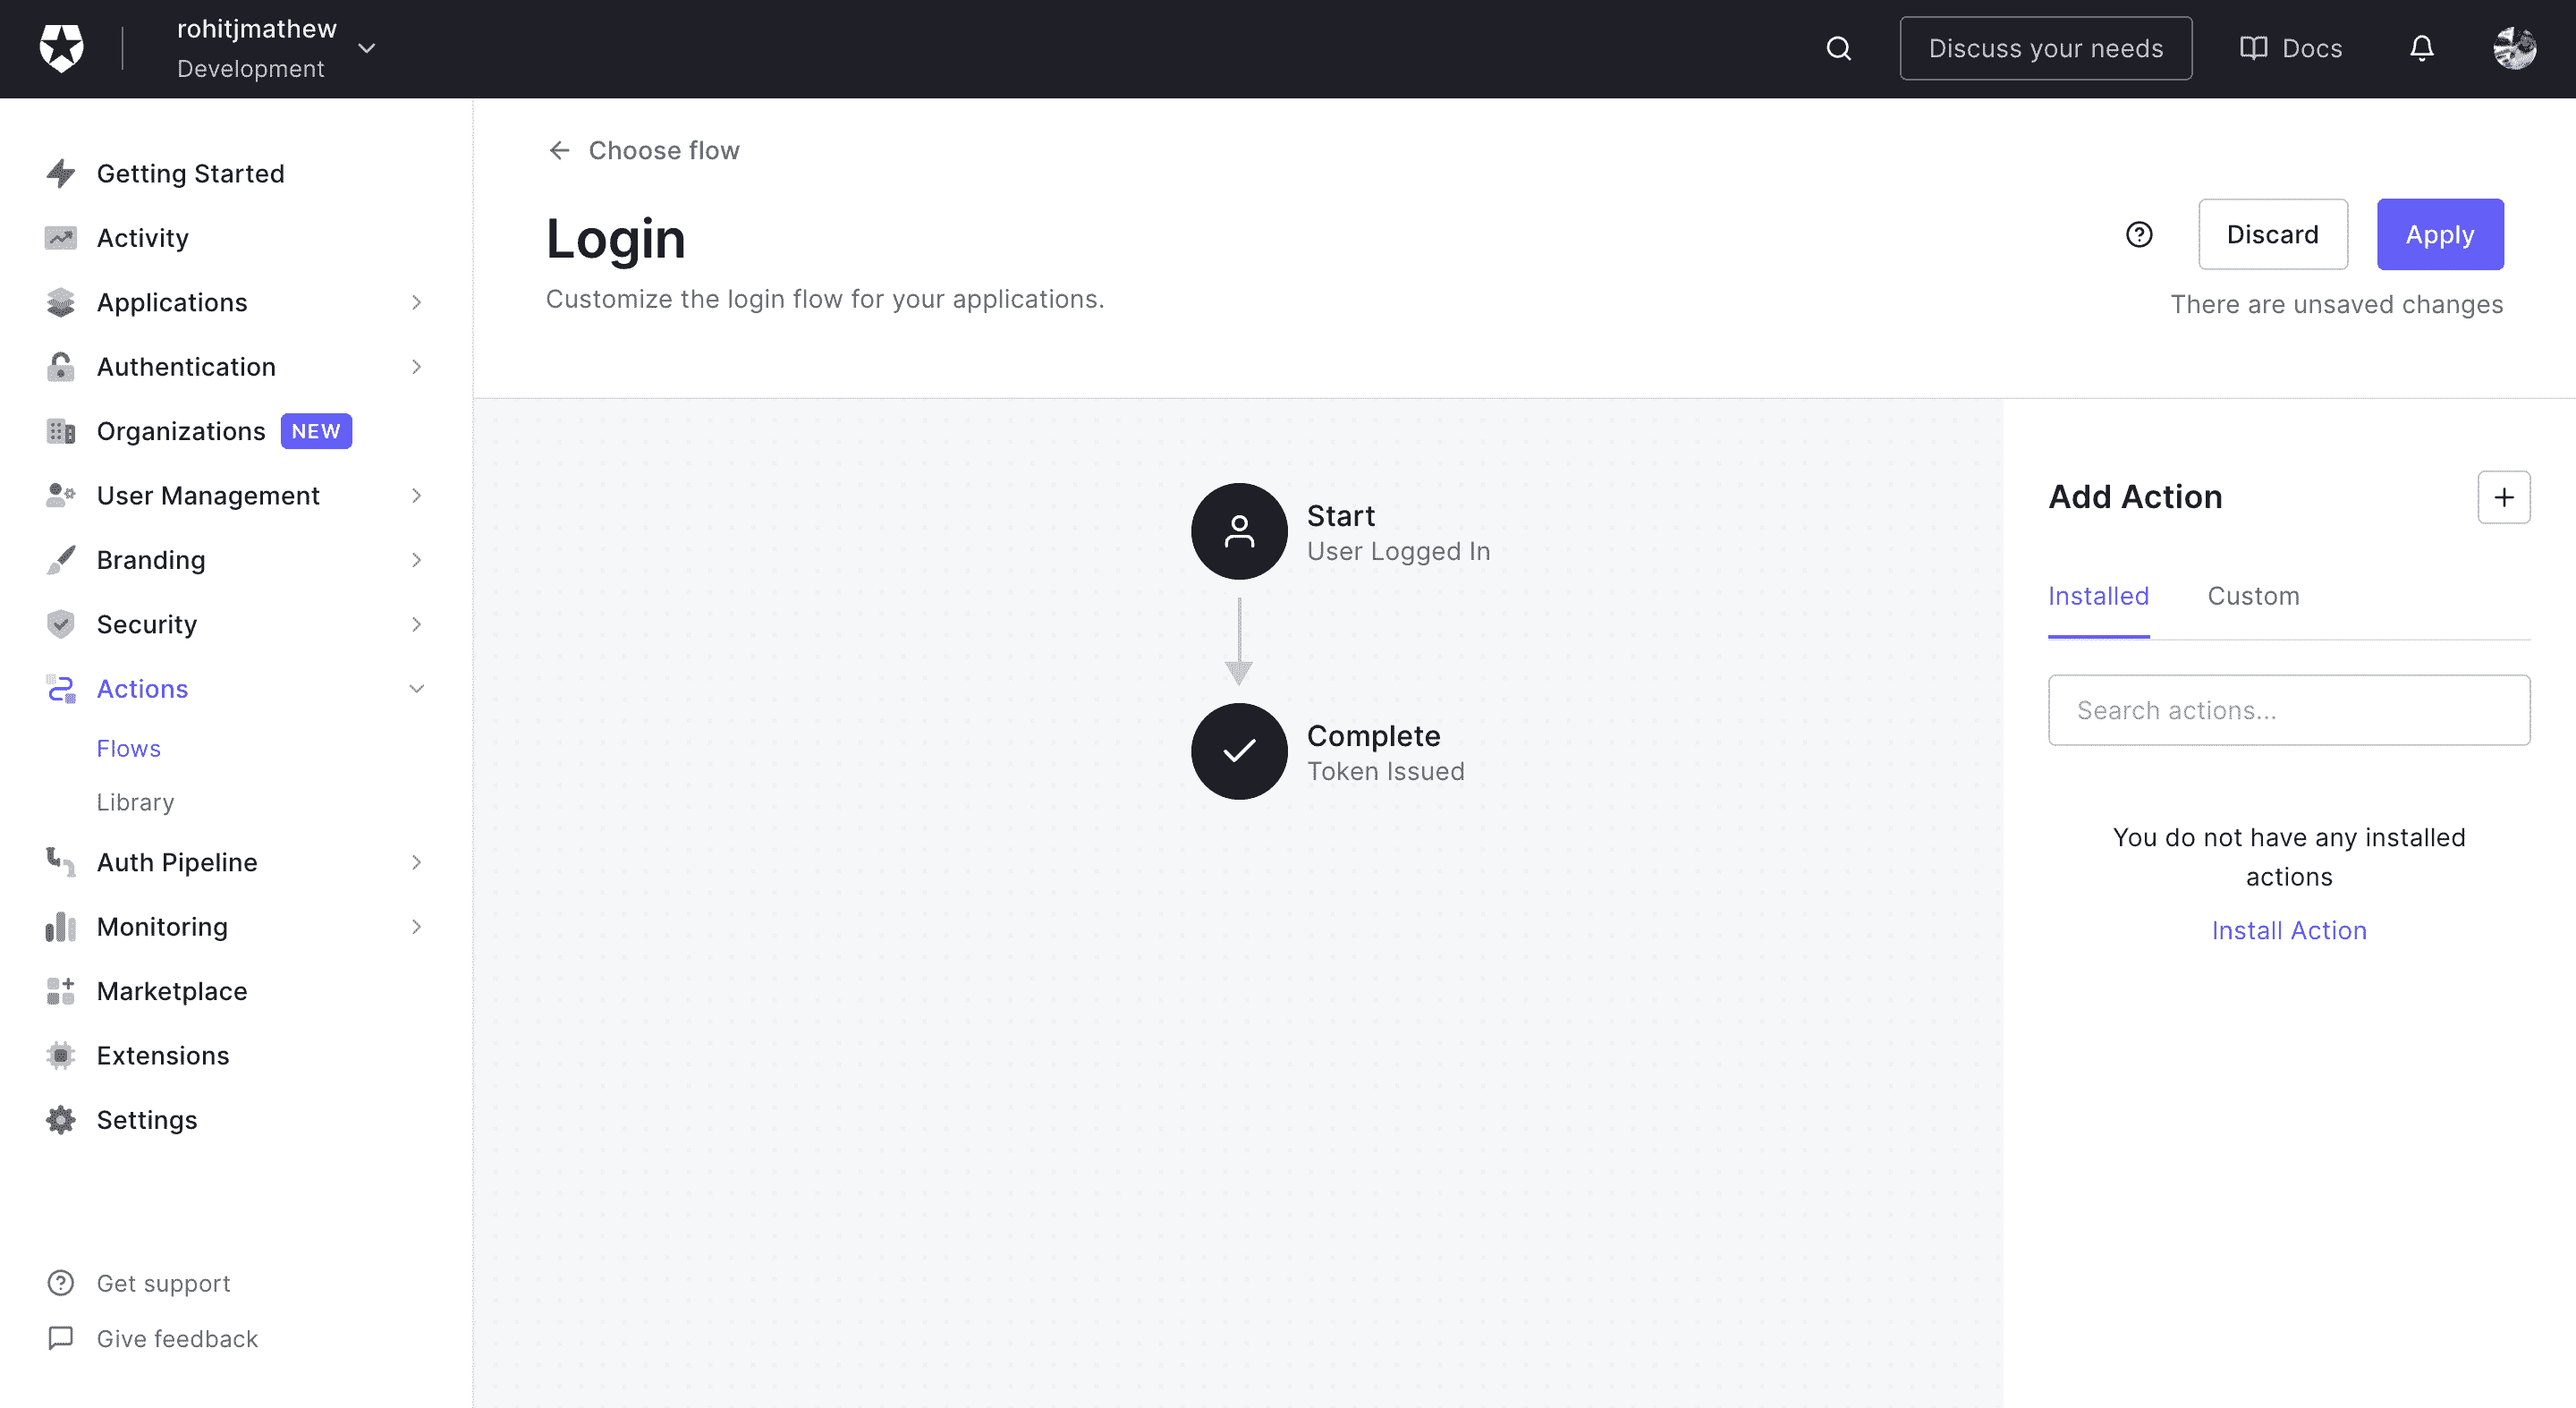 rohitjmathew
Development
Discuss your needs
Docs
Getting Started
Activity
Applications
Authentication
Organizations NEW
User Management
Branding
Security
Actions
Flows
Library
Auth Pipeline
Monitoring
Marketplace
Extensions
Settings
Get support
Give feedback
Choose flow
Login
Customize the login flow for your applications.
Discard
Apply
There are unsaved changes
Start
User Logged In
Complete
Token Issued
Add Action
Installed
Custom
Search actions...
You do not have any installed
actions
Install Action